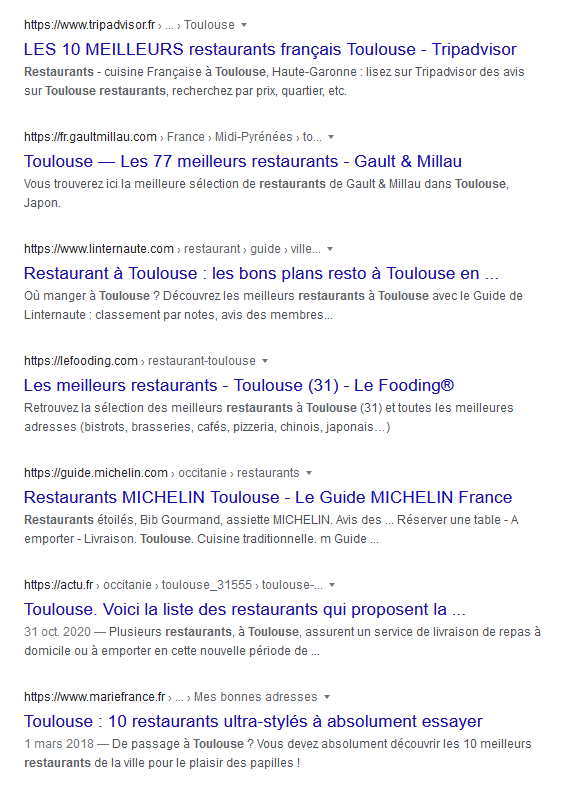 https://www.tripadvisor.fr › ... › Toulouse
LES 10 MEILLEURS restaurants français Toulouse - Tripadvisor
Restaurants - cuisine Française à Toulouse, Haute-Garonne : lisez sur Tripadvisor des avis
sur Toulouse restaurants, recherchez par prix, quartier, etc.
https://fr.gaultmillau.com › France › Midi-Pyrénées › to...
Toulouse — Les 77 meilleurs restaurants - Gault & Millau
Vous trouverez ici la meilleure sélection de restaurants de Gault & Millau dans Toulouse,
Japon.
https://www.linternaute.com › restaurant › guide › ville...
Restaurant à Toulouse : les bons plans resto à Toulouse en ...
Où manger à Toulouse ? Découvrez les meilleurs restaurants à Toulouse avec le Guide de
Linternaute : classement par notes, avis des membres...
https://lefooding.com › restaurant-toulouse
Les meilleurs restaurants - Toulouse (31) - Le Fooding®
Retrouvez la sélection des meilleurs restaurants à Toulouse (31) et toutes les meilleures
adresses (bistrots, brasseries, cafés, pizzeria, chinois, japonais…)
https://guide.michelin.com › occitanie › restaurants
Restaurants MICHELIN Toulouse - Le Guide MICHELIN France
Restaurants étoilés, Bib Gourmand, assiette MICHELIN. Avis des ... Réserver une table - A
emporter - Livraison. Toulouse. Cuisine traditionnelle. m Guide ...
https://actu.fr › occitanie › toulouse_31555 › toulouse-...
Toulouse. Voici la liste des restaurants qui proposent la ...
31 oct. 2020 — Plusieurs restaurants, à Toulouse, assurent un service de livraison de repas à
domicile ou à emporter en cette nouvelle période de ...
https://www.mariefrance.fr › ... › Mes bonnes adresses
Toulouse : 10 restaurants ultra-stylés à absolument essayer
1 mars 2018 — De passage à Toulouse ? Vous devez absolument découvrir les 10 meilleurs
restaurants de la ville pour le plaisir des papilles !